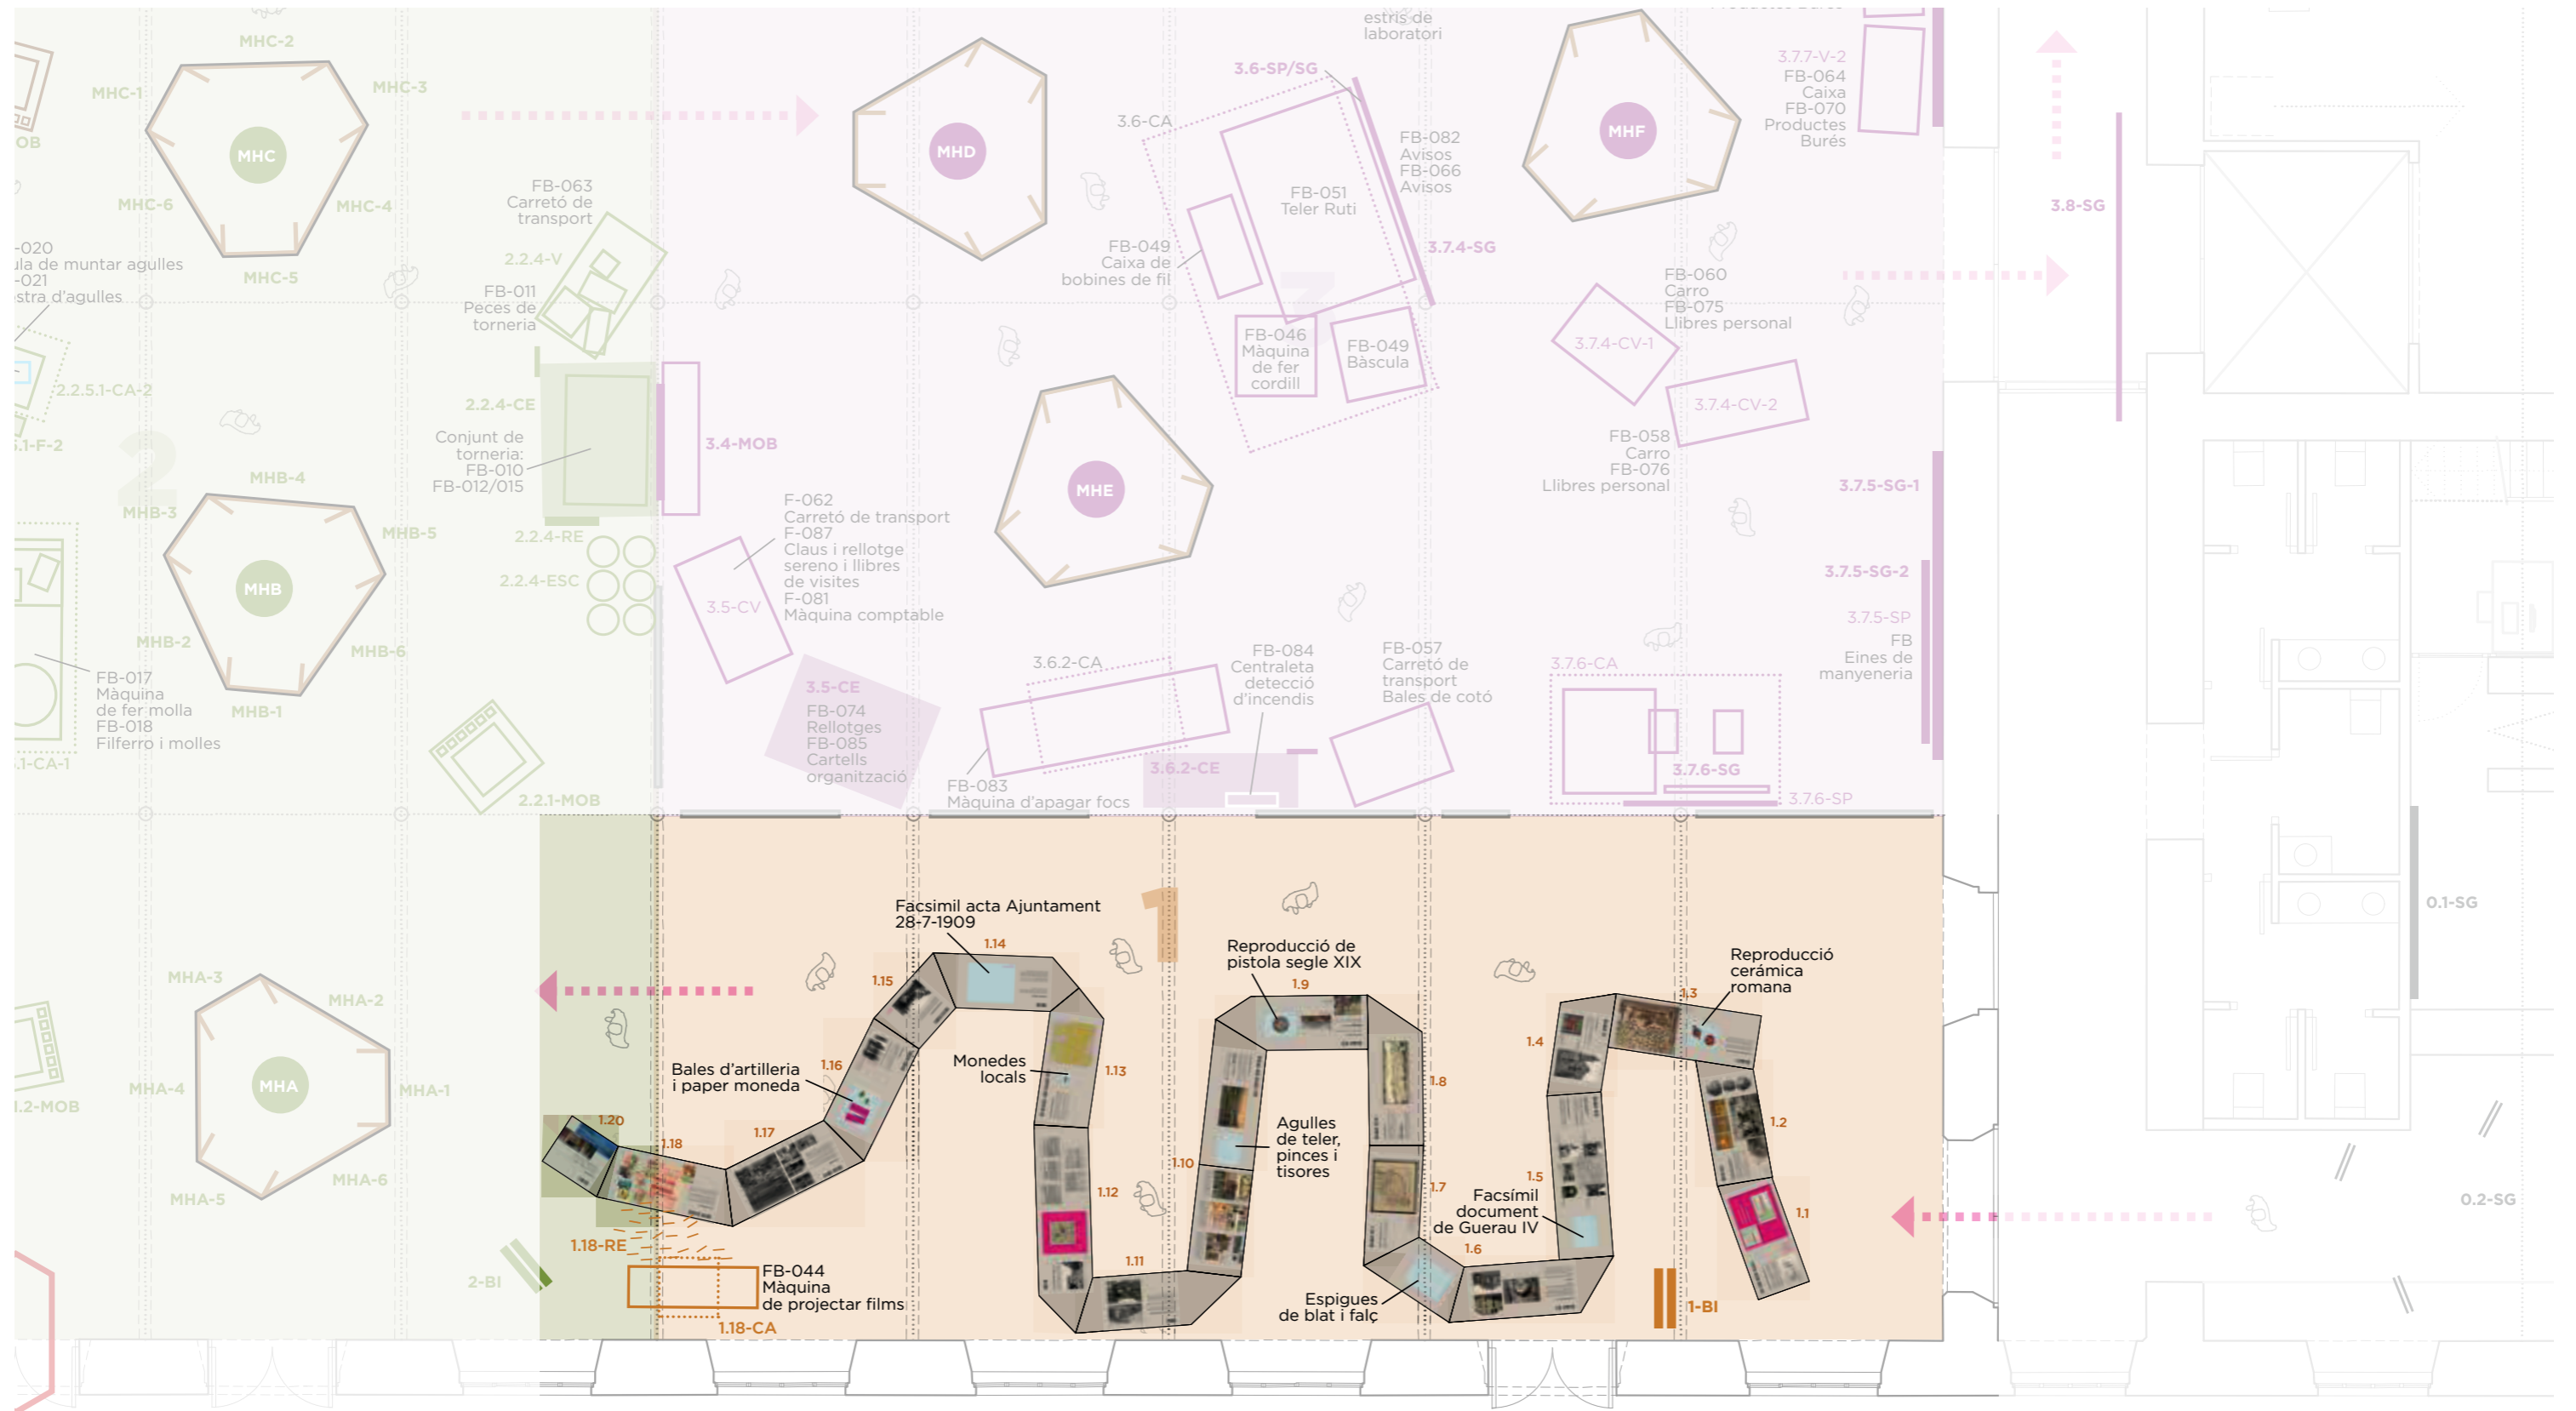 MHC-2
MHC-1
MHC-3
MHC
MHC-6
MHC-4
MHC-5
OB
-020
ula de muntar agulles
-021
stra d'agulles
2.2.5.1-CA-2
5.1-F-2
2
FB-063
Carretó de
transport
2.2.4-V
FB-011
Peces de
torneria
2.2.4-CE
Conjunt de
torneria:
FB-010
FB-012/015
2.2.4-RE
2.2.4-ESC
MHB-4
MHB-3
MHB-5
MHB
MHB-2
MHB-6
MHB-1
FB-017
Màquina
de fer molla
FB-018
Filferro i molles
.1-CA-1
2.2.1-MOB
MHA-3
MHA-2
MHA-4
MHA
MHA-1
MHA-5
MHA-6
1.2-MOB
2-BI
MHD
estris de
laboratori
3.6-SP/SG
3.6-CA
FB-051
Teler Ruti
FB-082
Avisos
FB-066
Avisos
3.7.4-SG
FB-049
Caixa de
bobines de fil
3
FB-046
Màquina
de fer
cordill
FB-049
Bàscula
MHF
Productes Burés
3.7.7-V-2
FB-064
Caixa
FB-070
Productes
Burés
3.8-SG
FB-060
Carro
FB-075
Llibres personal
3.7.4-CV-1
3.7.4-CV-2
FB-058
Carro
FB-076
Llibres personal
3.4-MOB
MHE
F-062
Carretó de transport
F-087
Claus i rellotge
sereno i llibres
de visites
F-081
Màquina comptable
3.5-CV
3.5-CE
FB-074
Rellotges
FB-085
Cartells
organització
3.6.2-CA
FB-083
Màquina d'apagar focs
FB-084
Centraleta
detecció
d'incendis
3.6.2-CE
FB-057
Carretó de
transport
Bales de cotó
3.7.6-CA
3.7.6-SG
3.7.6-SP
3.7.5-SG-1
3.7.5-SG-2
3.7.5-SP
FB
Eines de
manyeneria
0.1-SG
0.2-SG
1
Facsimil acta Ajuntament
28-7-1909
1.14
1.15
1.16
Bales d'artilleria
i paper moneda
Monedes
locals
1.13
1.12
1.11
1.17
1.18
1.20
1.18-RE
FB-044
Màquina
de projectar films
1.18-CA
Reproducció de
pistola segle XIX
1.9
1.8
1.10
Agulles
de teler,
pinces i
tisores
1.7
Espigues
de blat i falç
1.6
Facsímil
document
de Guerau IV
1.5
1.4
1.3
Reproducció
cerámica
romana
1.2
1.1
1-BI